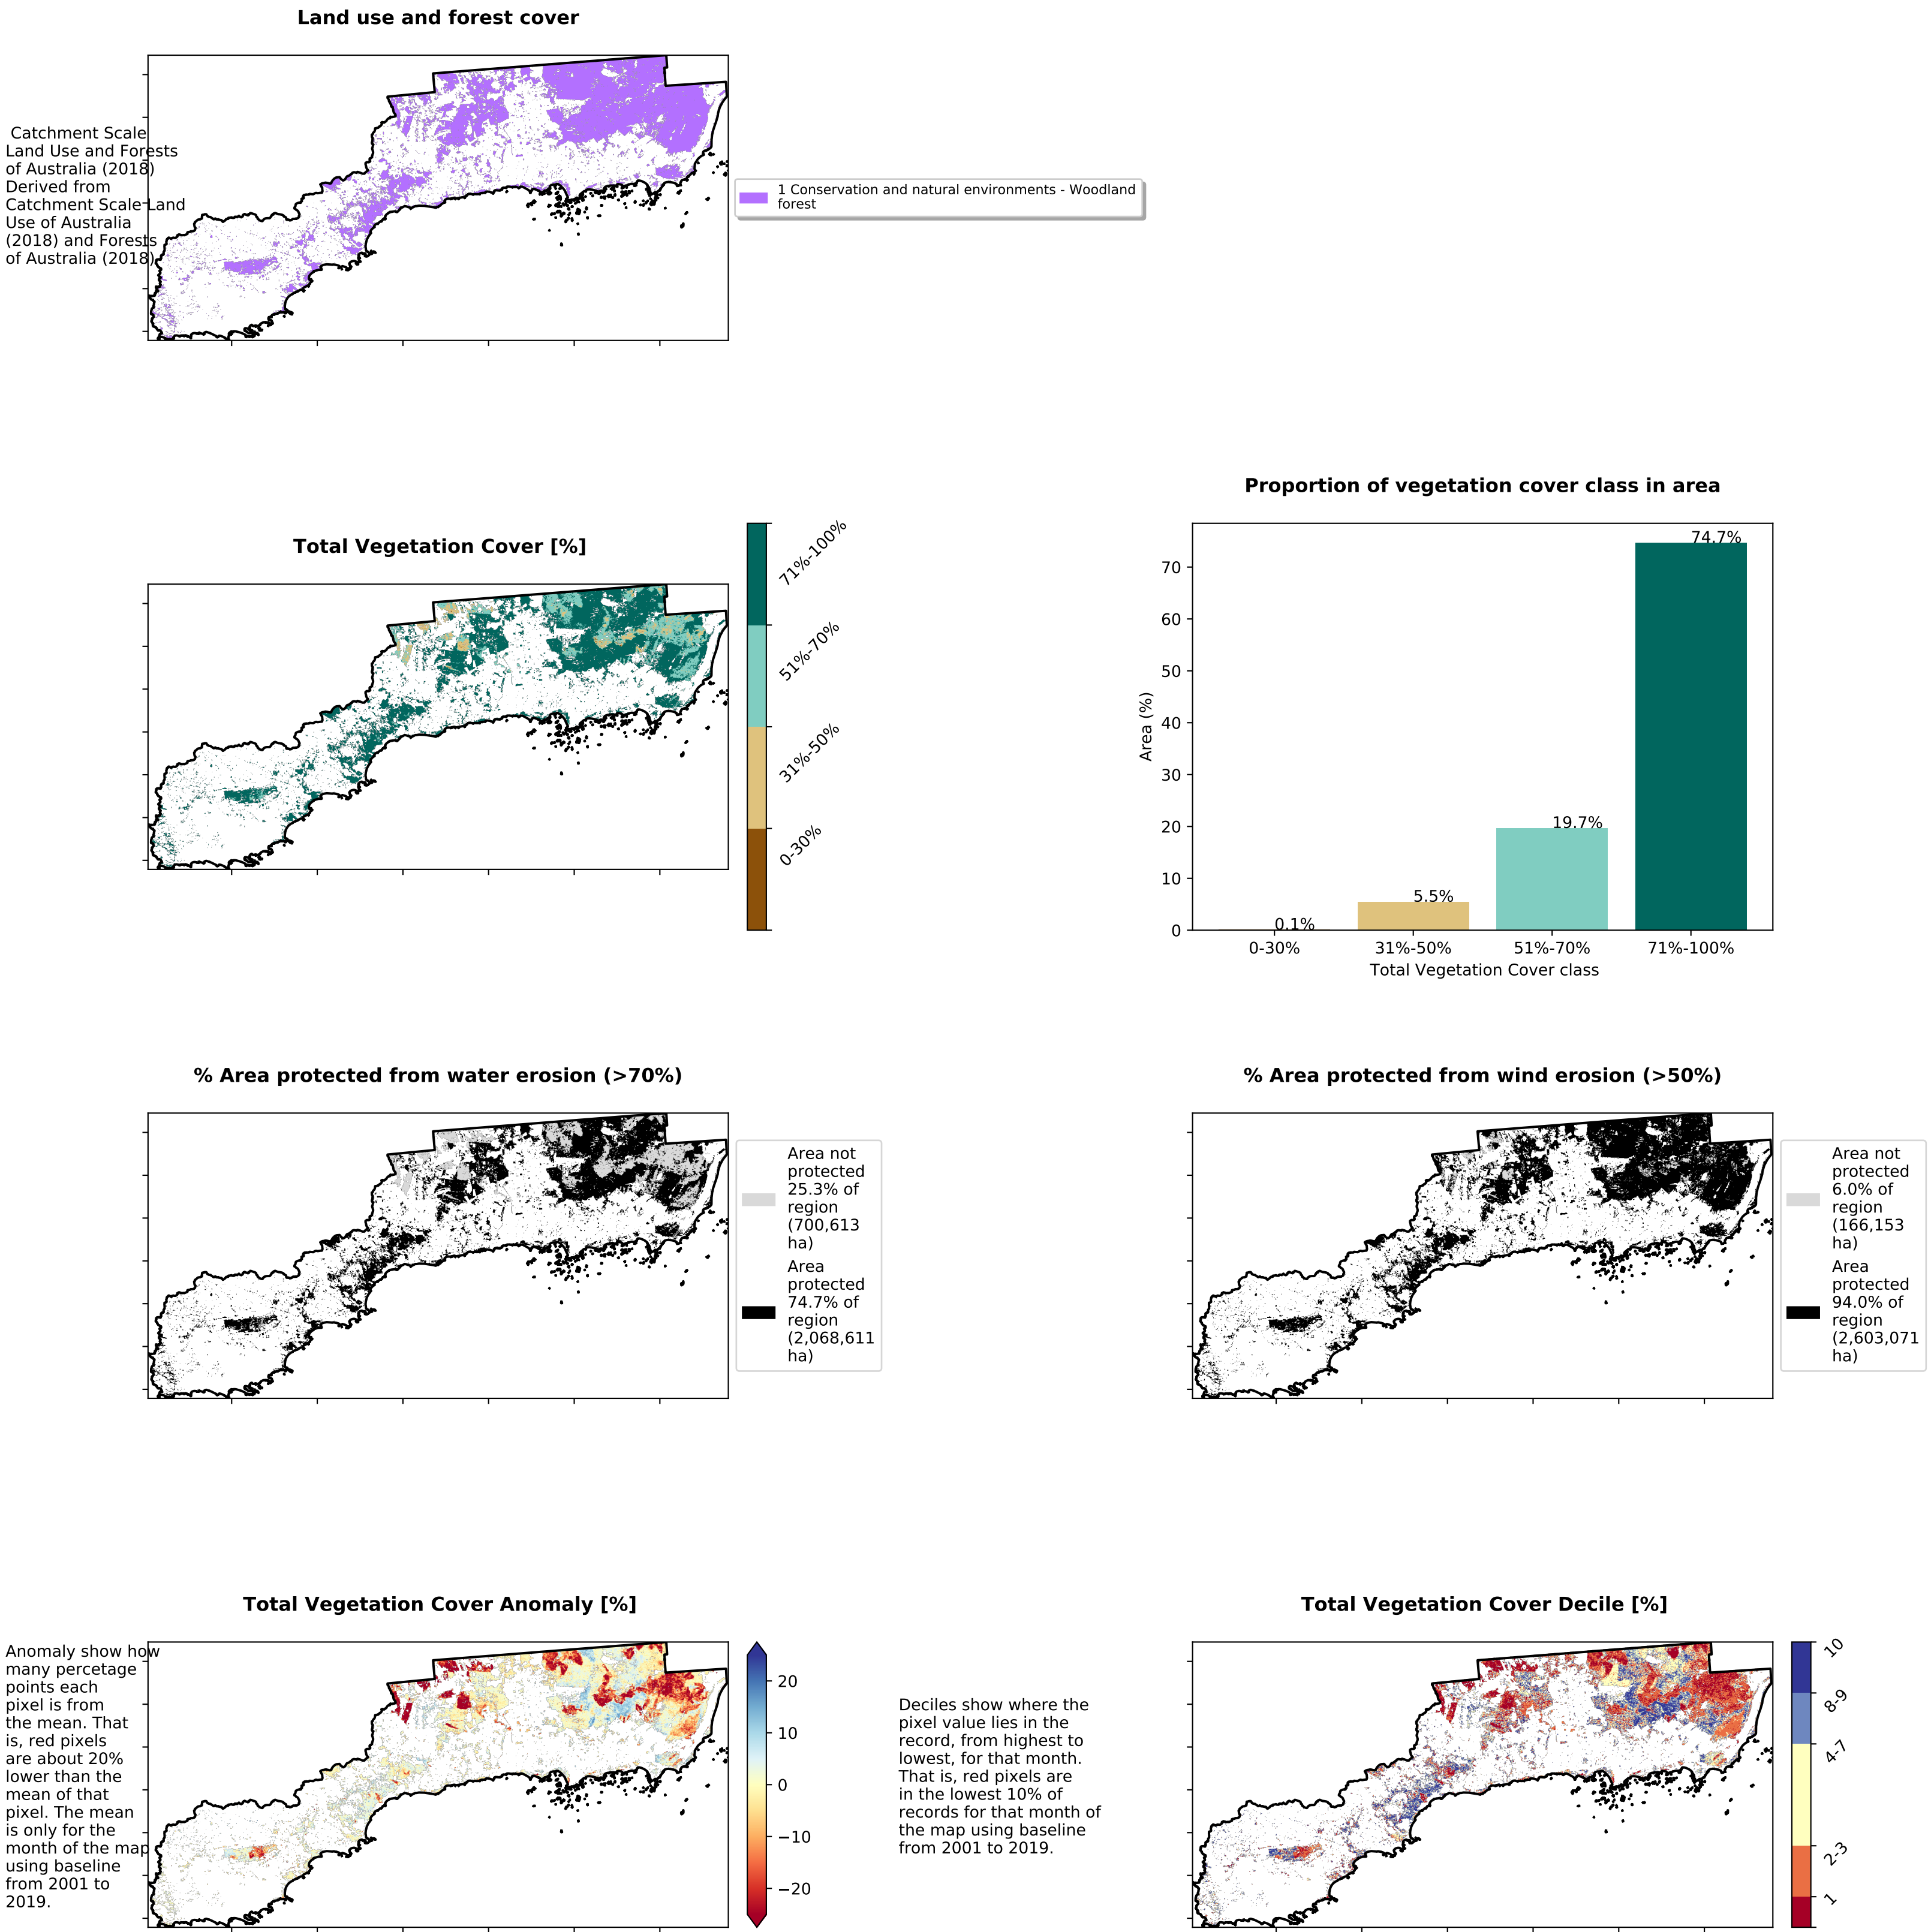 Land use and forest cover
Catchment Scale
Land Use and Forests
of Australia (2018)
Derived from
Catchment Scale Land
Use of Australia
(2018) and Forests
of Australia (2018)
1 Conservation and natural environments - Woodland
forest
Total Vegetation Cover [%]
71%-100%
51%-70%
31%-50%
0-30%
Proportion of vegetation cover class in area
Area (%)
70
60
50
40
30
20
10
0
0.1%
5.5%
19.7%
74.7%
0-30%
31%-50%
51%-70%
71%-100%
Total Vegetation Cover class
% Area protected from water erosion (>70%)
Area not
protected
25.3% of
region
(700,613
ha)
Area
protected
74.7% of
region
(2,068,611
ha)
% Area protected from wind erosion (>50%)
Area not
protected
6.0% of
region
(166,153
ha)
Area
protected
94.0% of
region
(2,603,071
ha)
Total Vegetation Cover Anomaly [%]
Anomaly show how
many percetage
points each
pixel is from
the mean. That
is, red pixels
are about 20%
lower than the
mean of that
pixel. The mean
is only for the
month of the map
using baseline
from 2001 to
2019.
20
10
0
−10
−20
Total Vegetation Cover Decile [%]
Deciles show where the
pixel value lies in the
record, from highest to
lowest, for that month.
That is, red pixels are
in the lowest 10% of
records for that month of
the map using baseline
from 2001 to 2019.
10
8-9
4-7
2-3
1